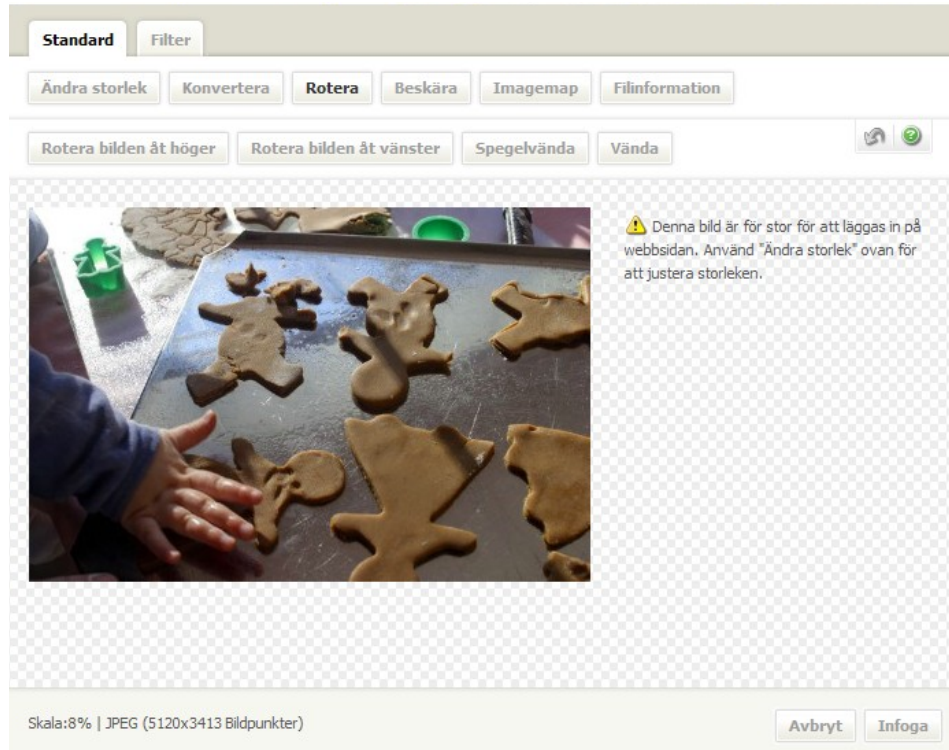 Standard Filter
Ändra storlek Konvertera Rotera Beskära Imagemap Filinformation
Rotera bilden åt höger Rotera bilden åt vänster Spegelvända Vända
Denna bild är för stor för att läggas in på
webbsidan. Använd "Ändra storlek" ovan för
att justera storleken.
Skala:8% | JPEG (5120x3413 Bildpunkter)
Avbryt Infoga